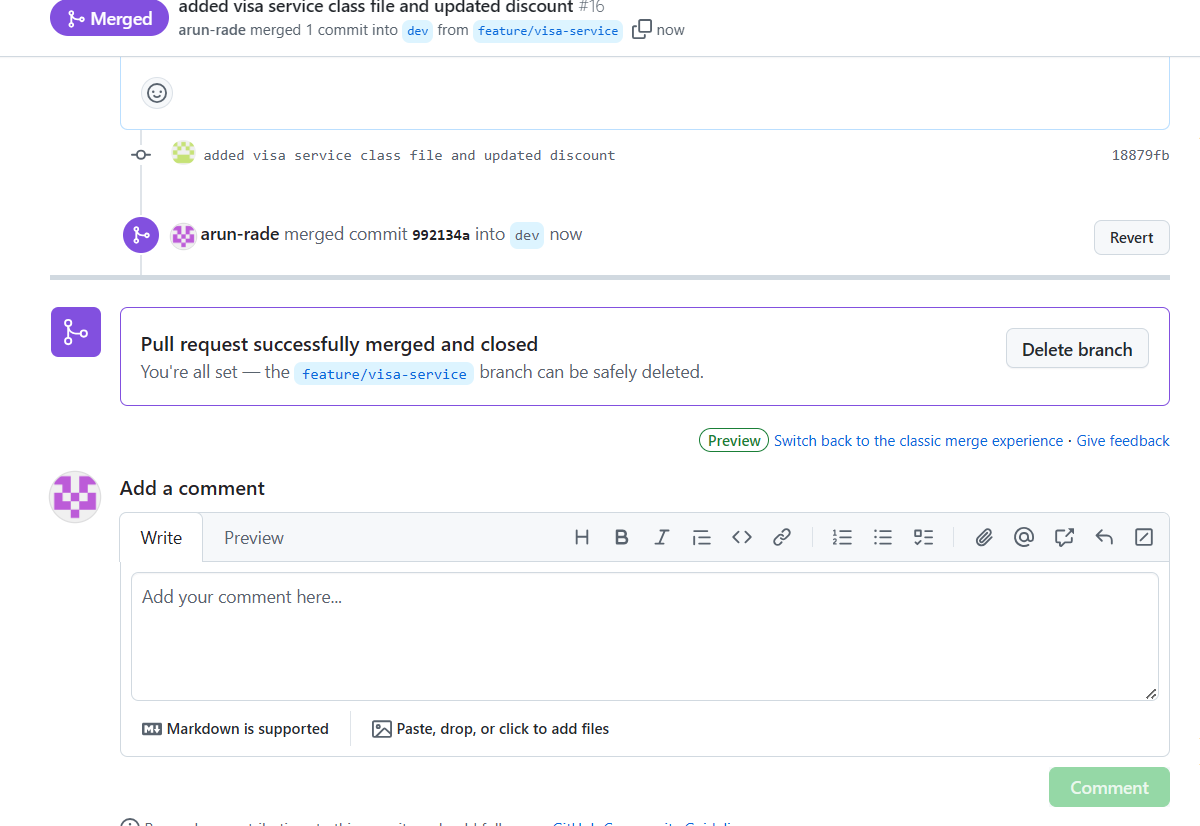 Merged
added visa service class file and updated discount #16
arun-rade merged 1 commit into dev from feature/visa-service now
added visa service class file and updated discount 18879fb
arun-rade merged commit 992134a into dev now
Revert
Pull request successfully merged and closed
Delete branch
You're all set — the feature/visa-service branch can be safely deleted.
Preview Switch back to the classic merge experience · Give feedback
Add a comment
Write Preview
Add your comment here...
Markdown is supported
Paste, drop, or click to add files
Comment